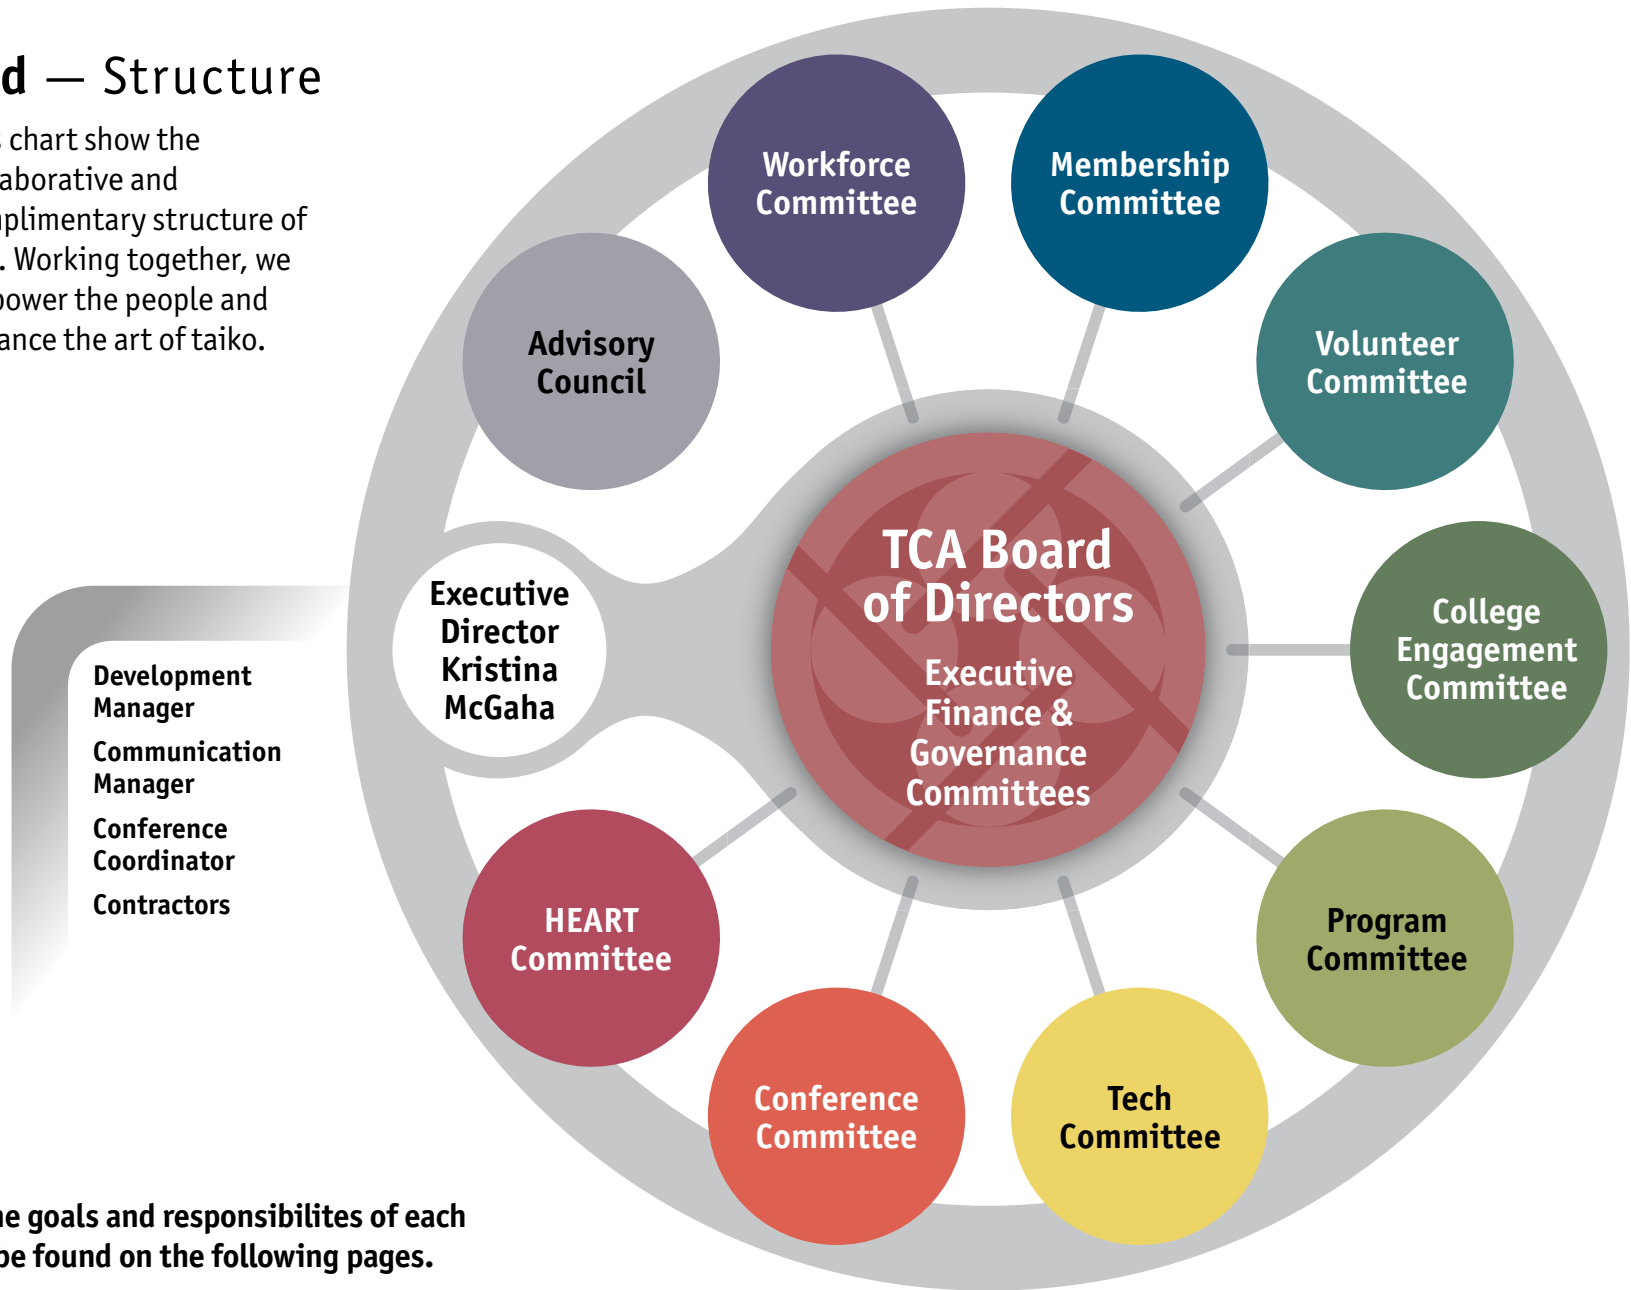 d — Structure
chart show the
aborative and
plimentary structure of
. Working together, we
power the people and
ance the art of taiko.
Workforce
Committee
Membership
Committee
Advisory
Council
Volunteer
Committee
Executive
Director
Kristina
McGaha
TCA Board
of Directors
Executive
Finance &
Governance
Committees
College
Engagement
Committee
Development
Manager
Communication
Manager
Conference
Coordinator
Contractors
HEART
Committee
Program
Committee
Conference
Committee
Tech
Committee
e goals and responsibilites of each
be found on the following pages.